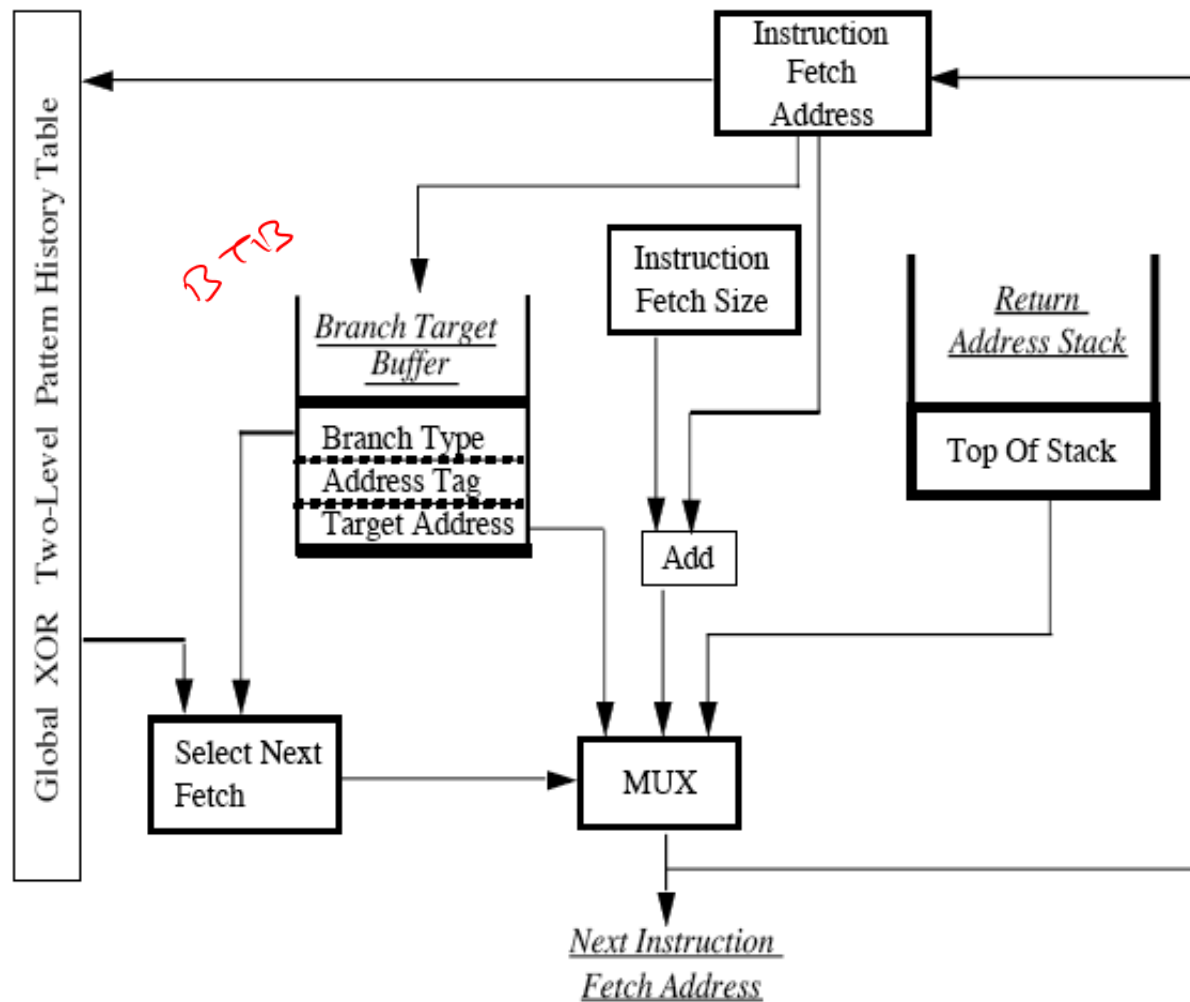 Global XOR Two-Level Pattern History Table
Instruction
Fetch
Address
BTB
Instruction
Fetch Size
Branch Target
Buffer
Return
Address Stack
Branch Type
Address Tag
Target Address
Top Of Stack
Add
Select Next
Fetch
MUX
Next Instruction
Fetch Address